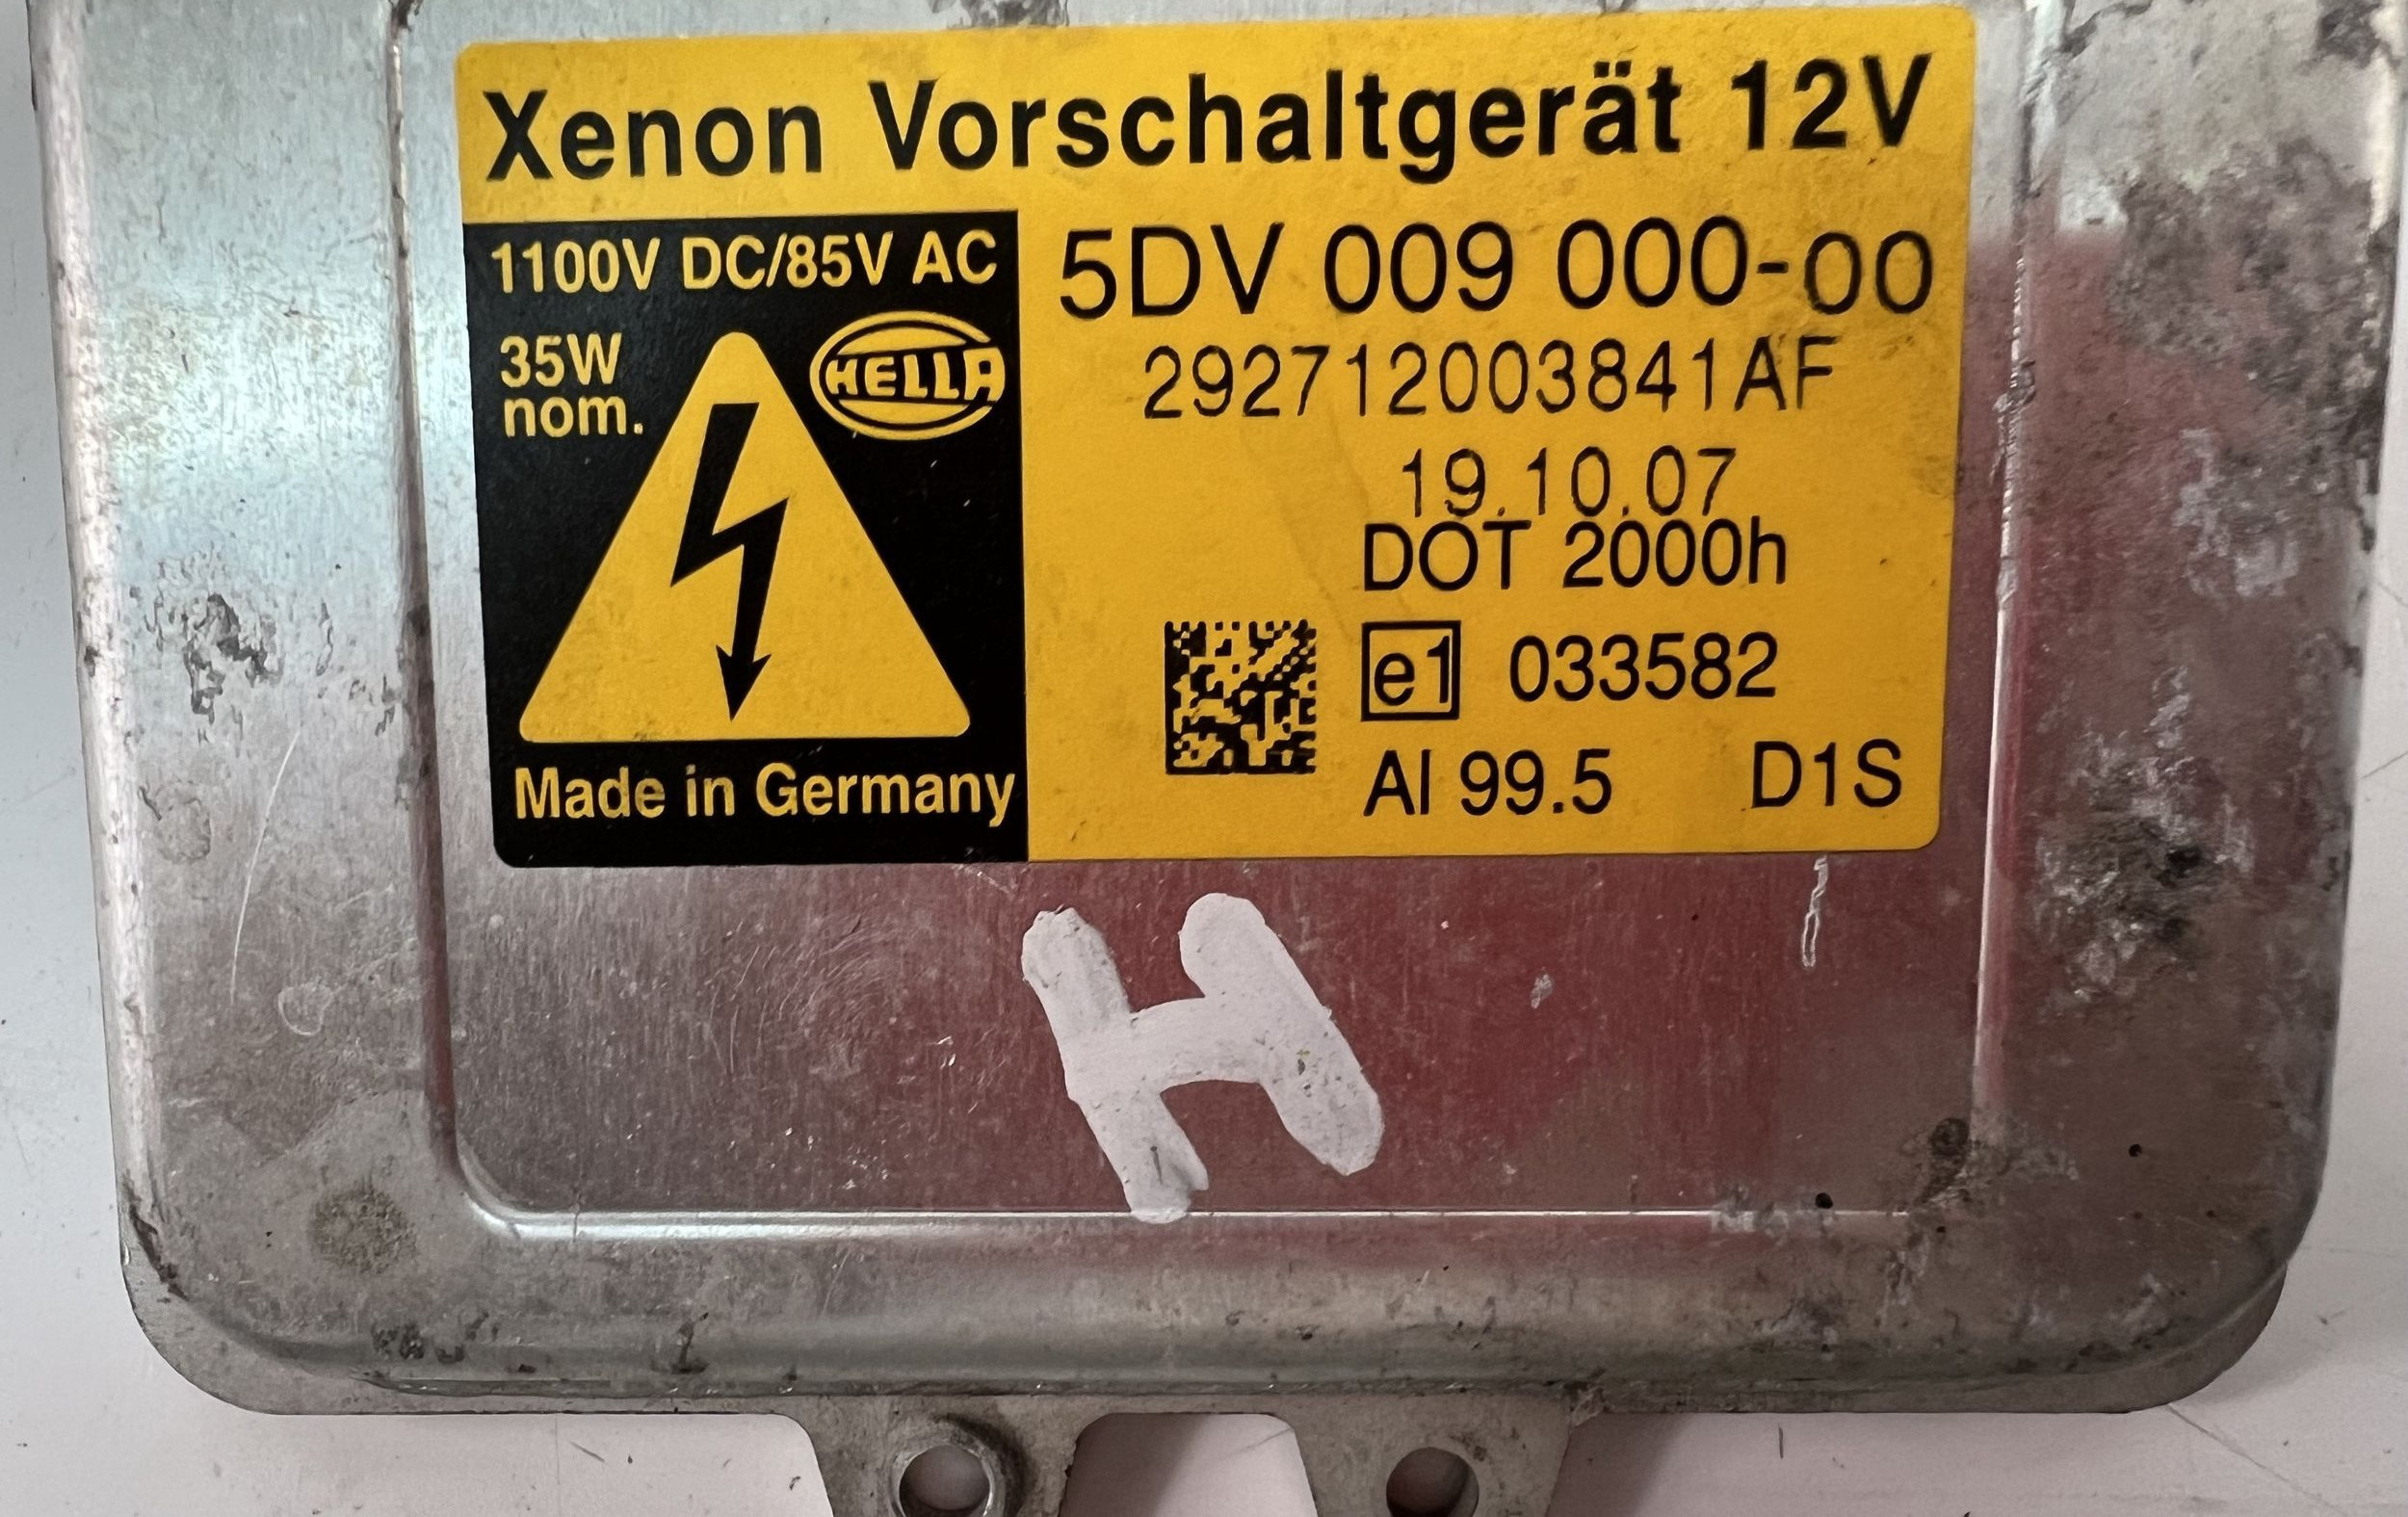 Xenon Vorschaltgerät 12V
1100V DC/85V AC
35W
nom.
HELLA
Made in Germany
5DV 009 000-00
292712003841AF
19.10.07
DOT 2000h
e1 033582
Al 99.5 D1S
H